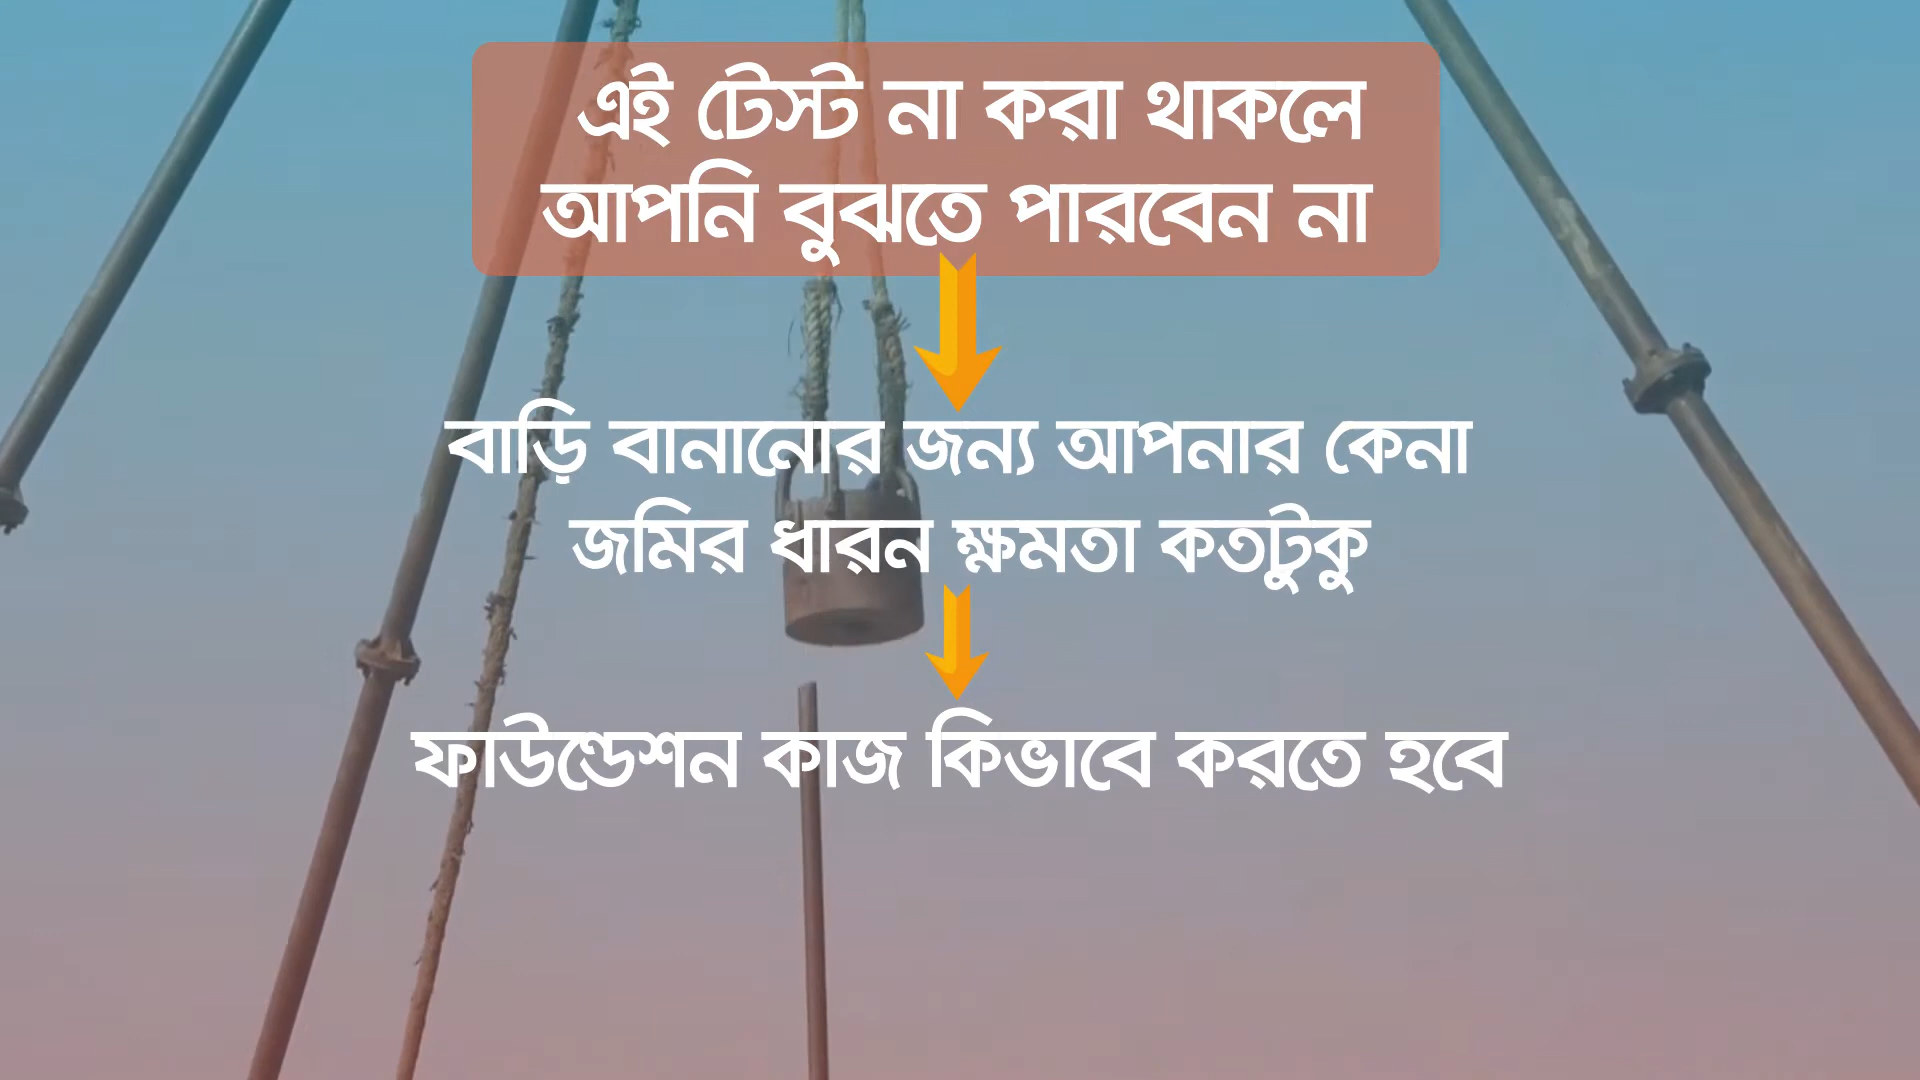 এই টেস্ট না করা থাকলে
আপনি বুঝতে পারবেন না
বাড়ি বানানোর জন্য আপনার কেনা
জমির ধারন ক্ষমতা কতটুকু
ফাউন্ডেশন কাজ কিভাবে করতে হবে